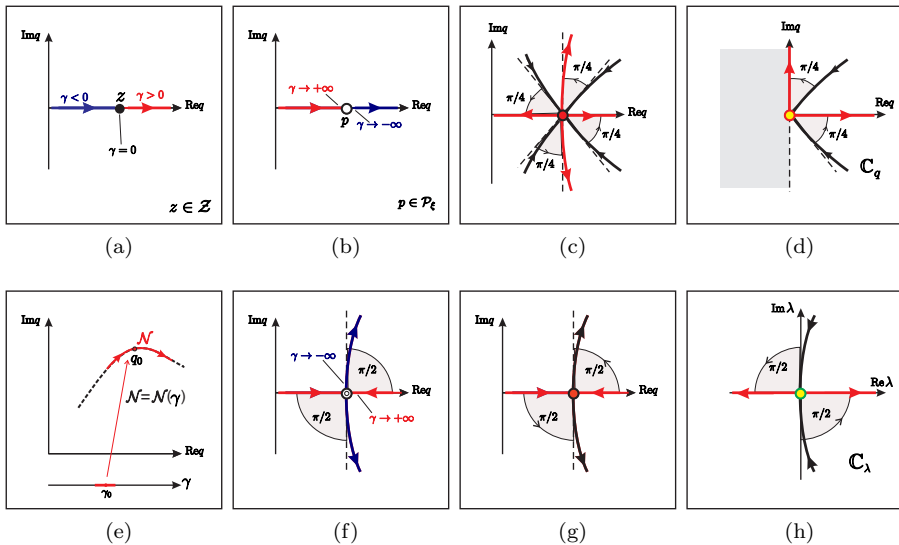 Imq
γ < 0
z
γ > 0
Req
γ = 0
z ∈ 𝒵
(a)
Imq
γ → +∞
p
Req
γ → −∞
p ∈ 𝒫ξ
(b)
Imq
π/4
π/4
Req
π/4
π/4
(c)
Imq
π/4
Req
π/4
ℂq
(d)
Imq
𝒩
q0
𝒩 = 𝒩(γ)
Req
γ0
γ
(e)
Imq
γ → −∞
π/2
Req
π/2
γ → +∞
(f)
Imq
π/2
Req
π/2
(g)
Im λ
π/2
Re λ
π/2
ℂλ
(h)